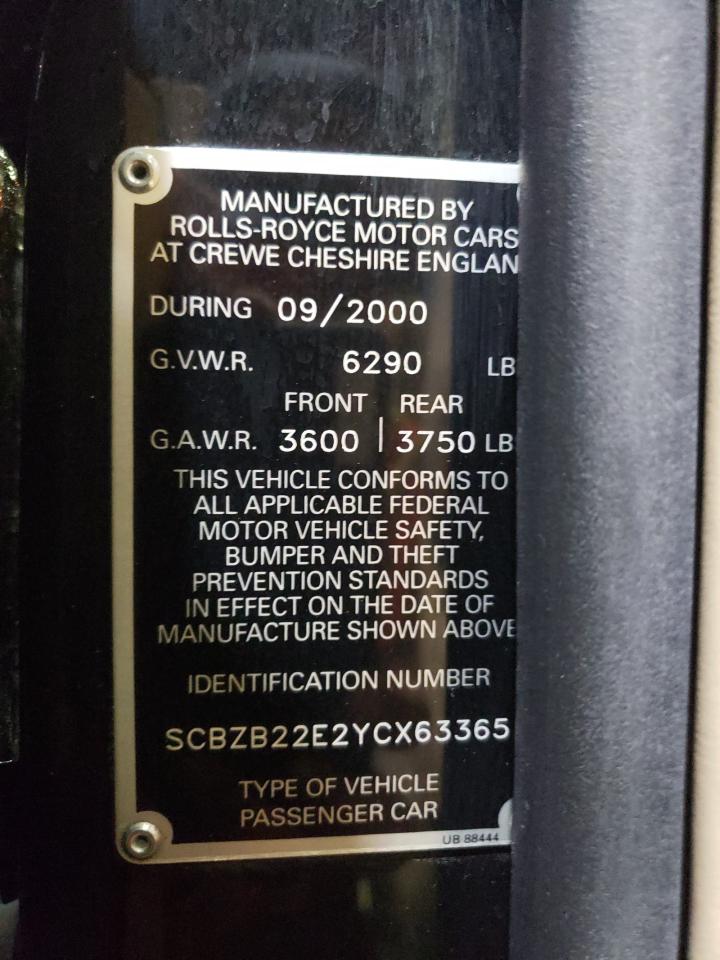 MANUFACTURED BY
ROLLS-ROYCE MOTOR CARS
AT CREWE CHESHIRE ENGLAN
DURING 09/2000
G.V.W.R. 6290 LB
FRONT REAR
G.A.W.R. 3600 | 3750 LB
THIS VEHICLE CONFORMS TO
ALL APPLICABLE FEDERAL
MOTOR VEHICLE SAFETY,
BUMPER AND THEFT
PREVENTION STANDARDS
IN EFFECT ON THE DATE OF
MANUFACTURE SHOWN ABOVE
IDENTIFICATION NUMBER
SCBZB22E2YCX63365
TYPE OF VEHICLE
PASSENGER CAR
UB 88444